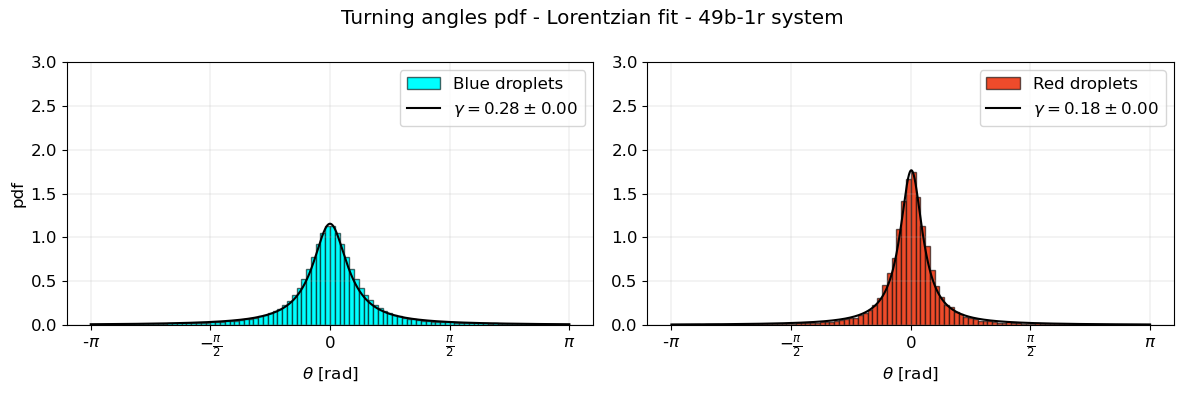 Turning angles pdf - Lorentzian fit - 49b-1r system
3.0
2.5
2.0
1.5
1.0
0.5
0.0
pdf
Blue droplets
γ = 0.28 ± 0.00
-π
−π/2
0
π/2
π
θ [rad]
3.0
2.5
2.0
1.5
1.0
0.5
0.0
Red droplets
γ = 0.18 ± 0.00
-π
−π/2
0
π/2
π
θ [rad]